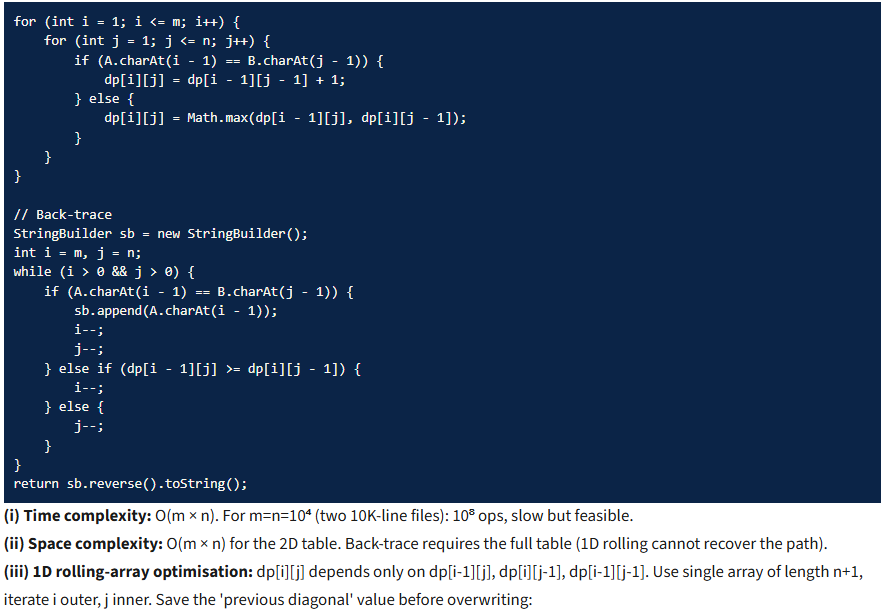 for (int i = 1; i <= m; i++) {
    for (int j = 1; j <= n; j++) {
        if (A.charAt(i - 1) == B.charAt(j - 1)) {
            dp[i][j] = dp[i - 1][j - 1] + 1;
        } else {
            dp[i][j] = Math.max(dp[i - 1][j], dp[i][j - 1]);
        }
    }
}

// Back-trace
StringBuilder sb = new StringBuilder();
int i = m, j = n;
while (i > 0 && j > 0) {
    if (A.charAt(i - 1) == B.charAt(j - 1)) {
        sb.append(A.charAt(i - 1));
        i--;
        j--;
    } else if (dp[i - 1][j] >= dp[i][j - 1]) {
        i--;
    } else {
        j--;
    }
}
return sb.reverse().toString();
(i) Time complexity: O(m × n). For m=n=10⁴ (two 10K-line files): 10⁸ ops, slow but feasible.
(ii) Space complexity: O(m × n) for the 2D table. Back-trace requires the full table (1D rolling cannot recover the path).
(iii) 1D rolling-array optimisation: dp[i][j] depends only on dp[i-1][j], dp[i][j-1], dp[i-1][j-1]. Use single array of length n+1,
iterate i outer, j inner. Save the 'previous diagonal' value before overwriting: